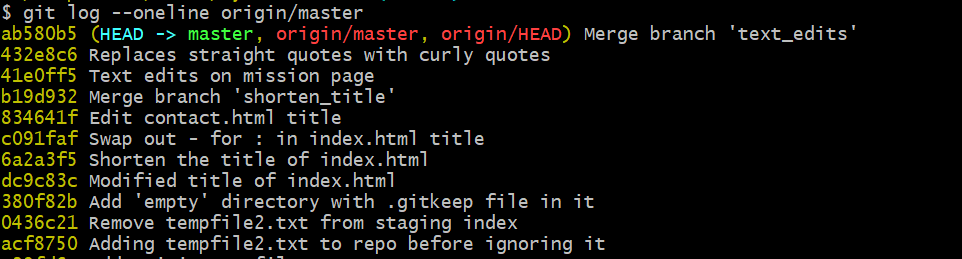 $ git log --oneline origin/master
ab580b5 (HEAD -> master, origin/master, origin/HEAD) Merge branch 'text_edits'
432e8c6 Replaces straight quotes with curly quotes
41e0ff5 Text edits on mission page
b19d932 Merge branch 'shorten_title'
834641f Edit contact.html title
c091faf Swap out - for : in index.html title
6a2a3f5 Shorten the title of index.html
dc9c83c Modified title of index.html
380f82b Add 'empty' directory with .gitkeep file in it
0436c21 Remove tempfile2.txt from staging index
acf8750 Adding tempfile2.txt to repo before ignoring it